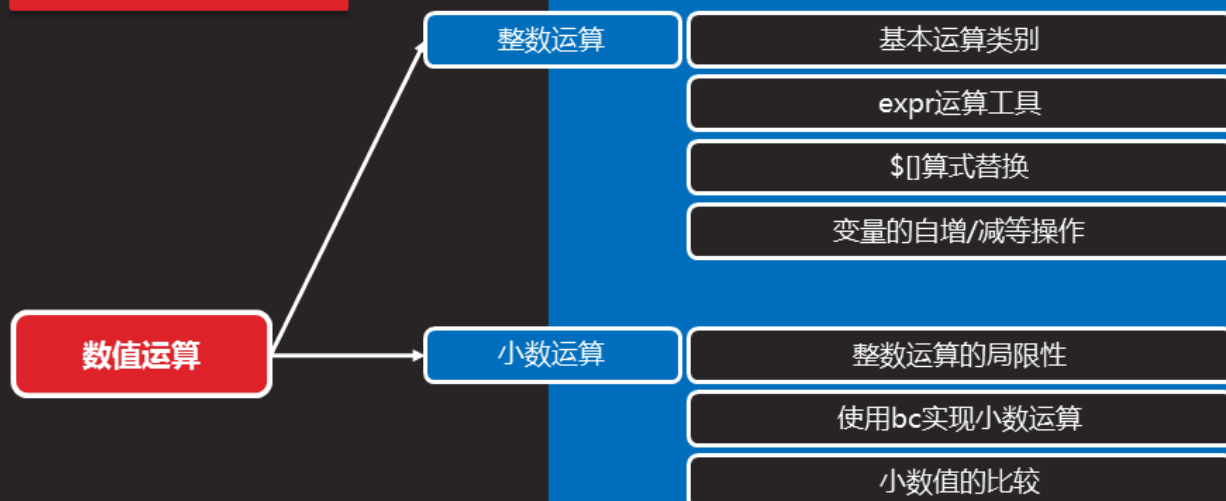 整数运算
基本运算类别
expr运算工具
$[]算式替换
变量的自增/减等操作
数值运算
小数运算
整数运算的局限性
使用bc实现小数运算
小数值的比较